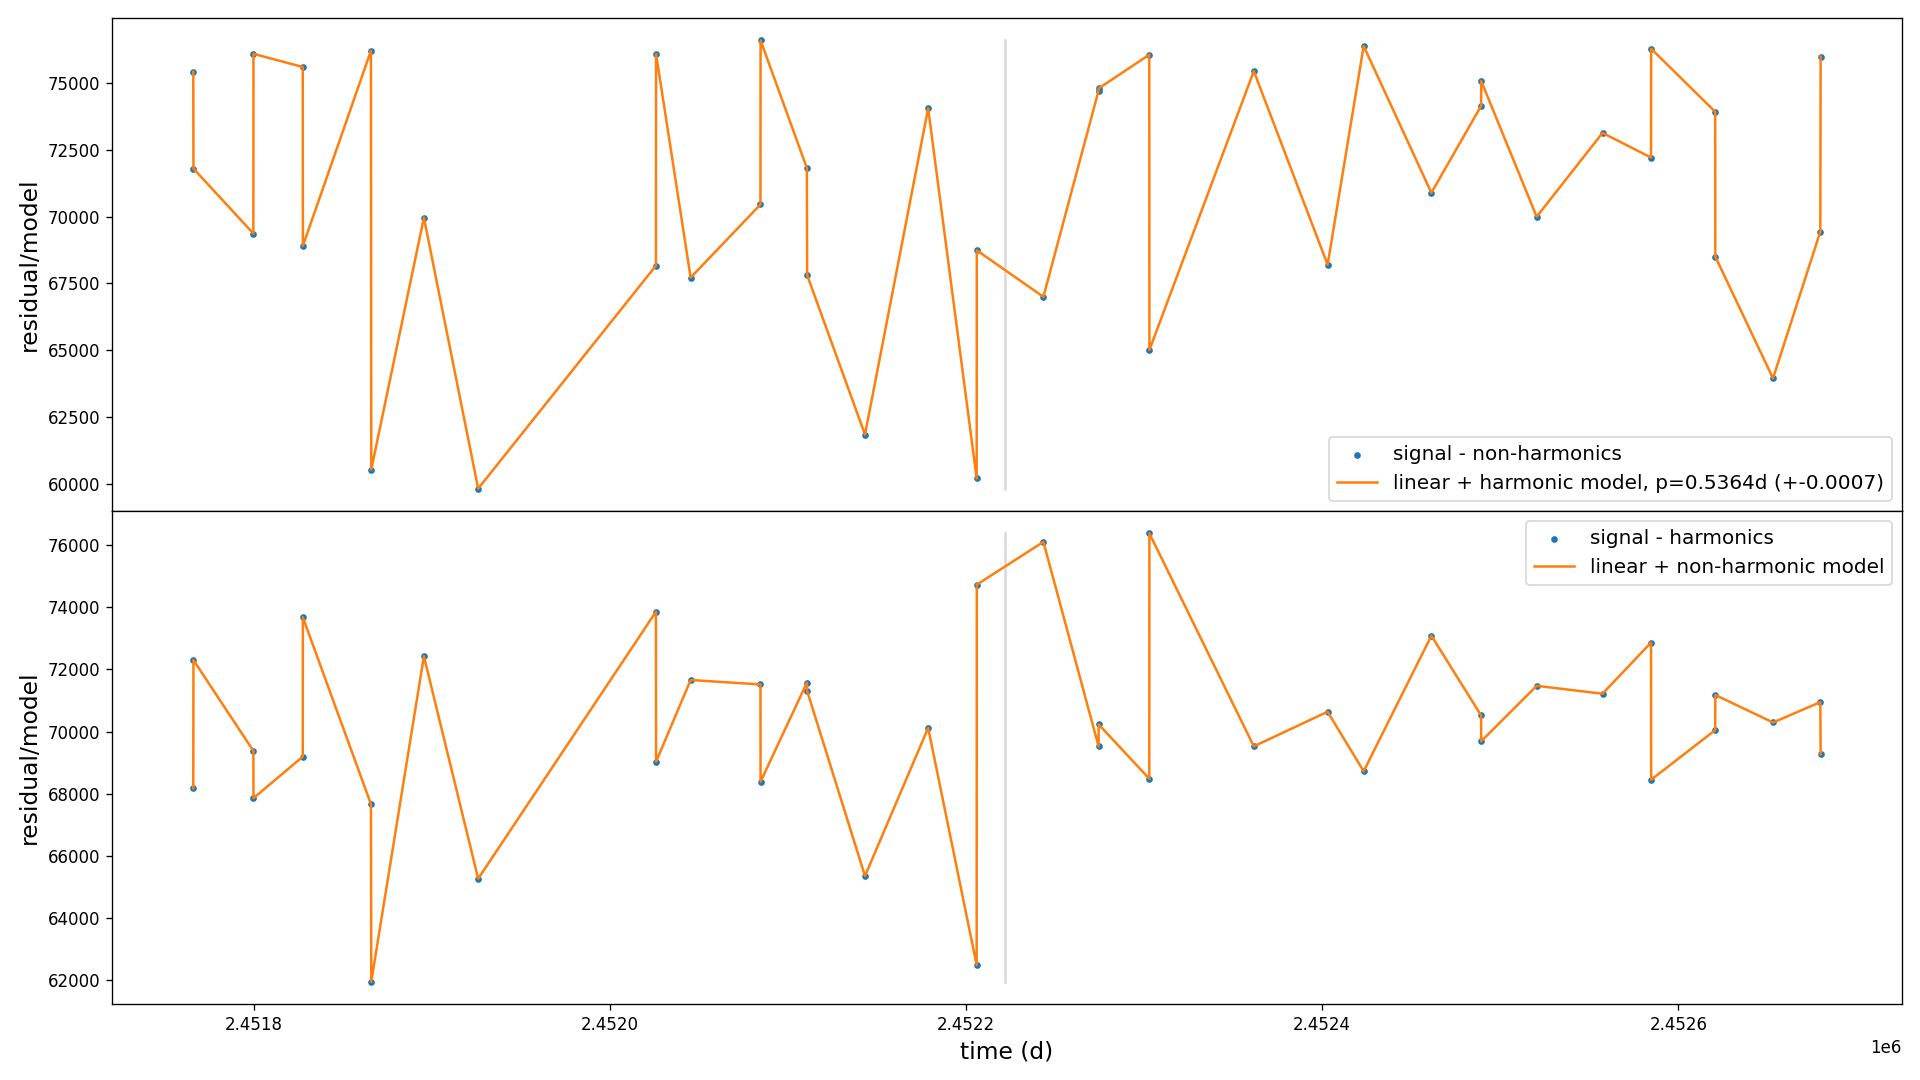 75000
72500
70000
67500
65000
62500
60000
residual/model
signal - non-harmonics
linear + harmonic model, p=0.5364d (+-0.0007)
76000
74000
72000
70000
68000
66000
64000
62000
residual/model
signal - harmonics
linear + non-harmonic model
2.4518 2.4520 2.4522 2.4524 2.4526
time (d)
1e6